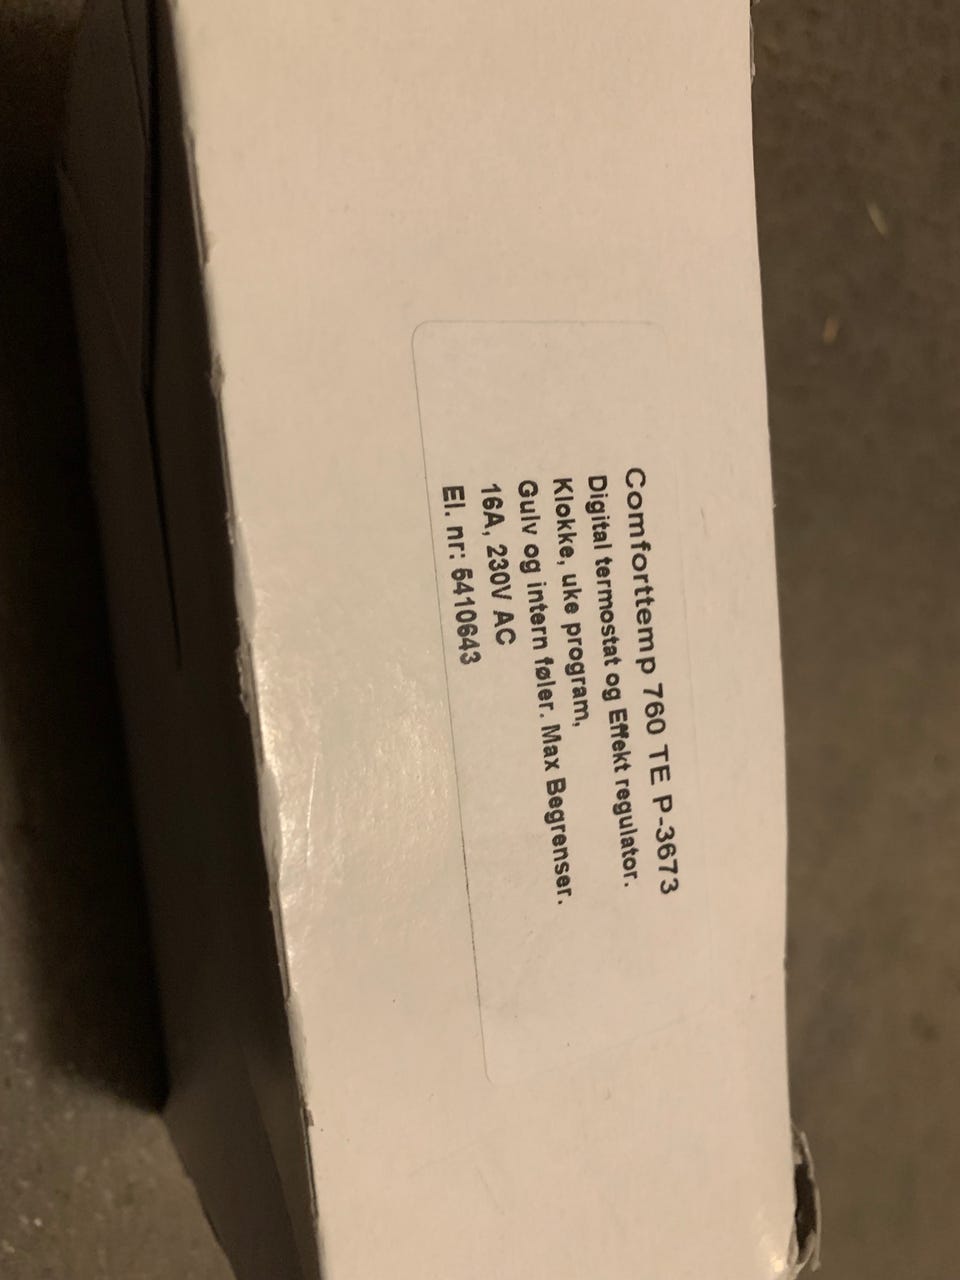 Comforttemp 760 TE P-3673
Digital termostat og Effekt regulator.
Klokke, uke program,
Gulv og intern føler. Max Begrenser.
16A, 230V AC
El. nr: 5410643